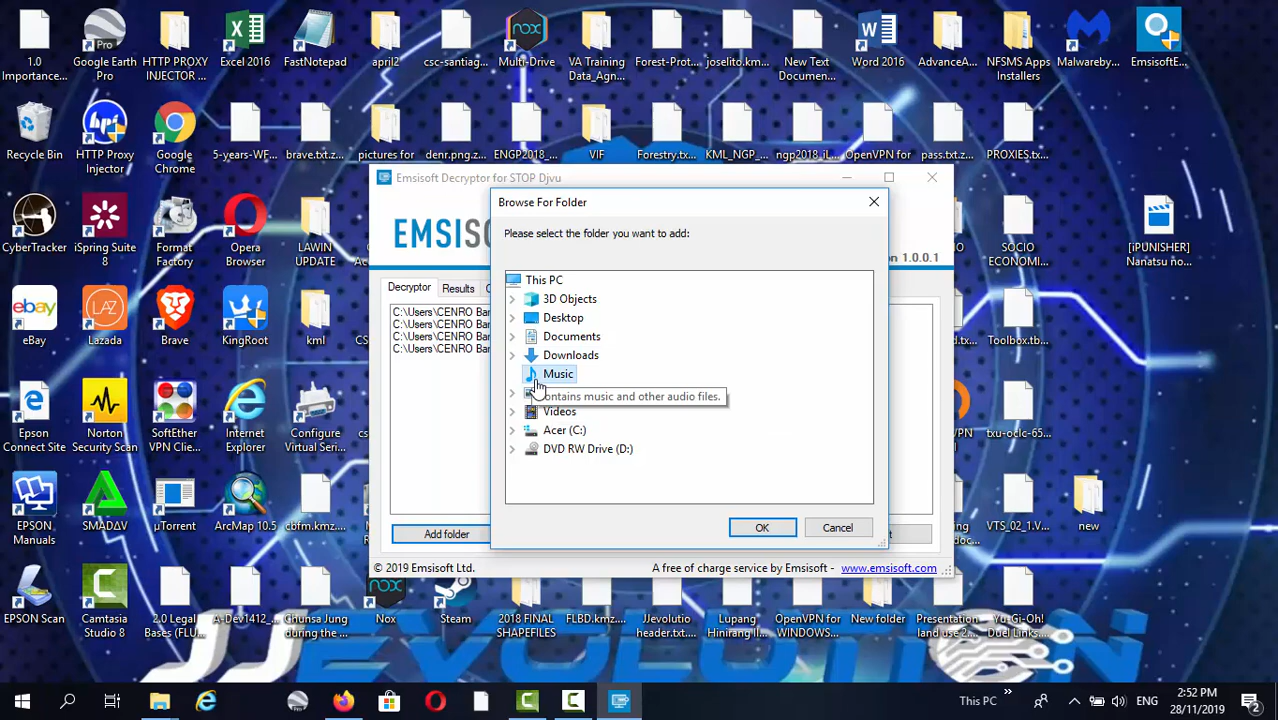 1.0 Importance...
Google Earth Pro
HTTP PROXY INJECTOR ...
Excel 2016
FastNotepad
april2
csc-santiag...
Multi-Drive
VA Training Data_Agn...
Forest-Prot...
joselito.km...
New Text Documen...
Word 2016
AdvanceA...
NFSMS Apps Installers
Malwareby...
EmsisoftE...
Recycle Bin
HTTP Proxy Injector
Google Chrome
5-years-WF...
brave.txt.z...
pictures for
denr.png.z...
ENGP2018_...
VIF
Forestry.tx...
KML_NGP_...
ngp2018_iL...
OpenVPN for
pass.txt.z...
PROXIES.tx...
Emsisoft Decryptor for STOP Djvu
Browse For Folder
Please select the folder you want to add:
EMSIS
on 1.0.0.1
This PC
3D Objects
Desktop
Documents
Downloads
Music
ontains music and other audio files.
Videos
Acer (C:)
DVD RW Drive (D:)
OK
Cancel
Decryptor
Results
C:\Users\CENRO Bar
C:\Users\CENRO Bar
C:\Users\CENRO Bar
C:\Users\CENRO Bar
Add folder
© 2019 Emsisoft Ltd.
A free of charge service by Emsisoft - www.emsisoft.com
CyberTracker
iSpring Suite 8
Format Factory
Opera Browser
LAWIN UPDATE
SOCIO ECONOMI...
[iPUNISHER] Nanatsu no ...
eBay
Lazada
Brave
KingRoot
kml
Toolbox.tb...
Epson Connect Site
Norton Security Scan
SoftEther VPN Clie...
Internet Explorer
Configure Virtual Seri...
txu-oclc-65...
EPSON Manuals
SMADΔV
µTorrent
ArcMap 10.5
cbfm.kmz....
VTS_02_1.V...
new
EPSON Scan
Camtasia Studio 8
2.0 Legal Bases (FLU...
A-Dev1412_...
Chunsa Jung during the ...
nox
Nox
Steam
2018 FINAL SHAPEFILES
FLBD.kmz....
JJevolutio header.txt....
Lupang Hinirang Il...
OpenVPN for WINDOWS...
New folder
Presentation land use 2...
Yu-Gi-Oh! Duel Links...
JJEVOLUTION
This PC
ENG
2:52 PM
28/11/2019
2